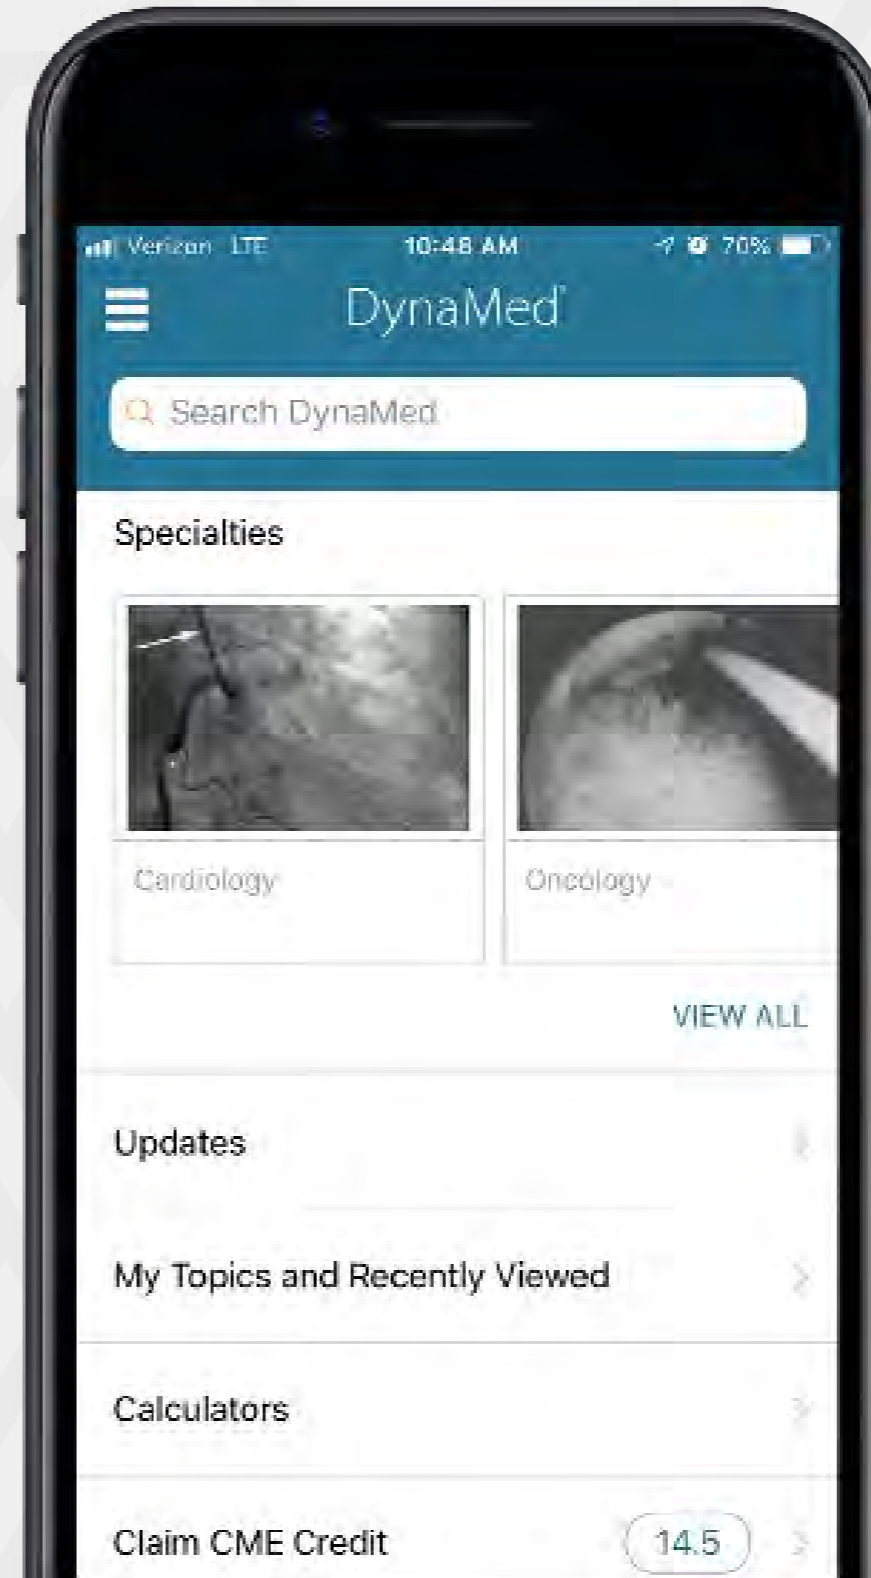 Verizon LTE 10:48 AM 70%
DynaMed
Search DynaMed
Specialties
Cardiology Oncology
VIEW ALL
Updates
My Topics and Recently Viewed
Calculators
Claim CME Credit 14.5